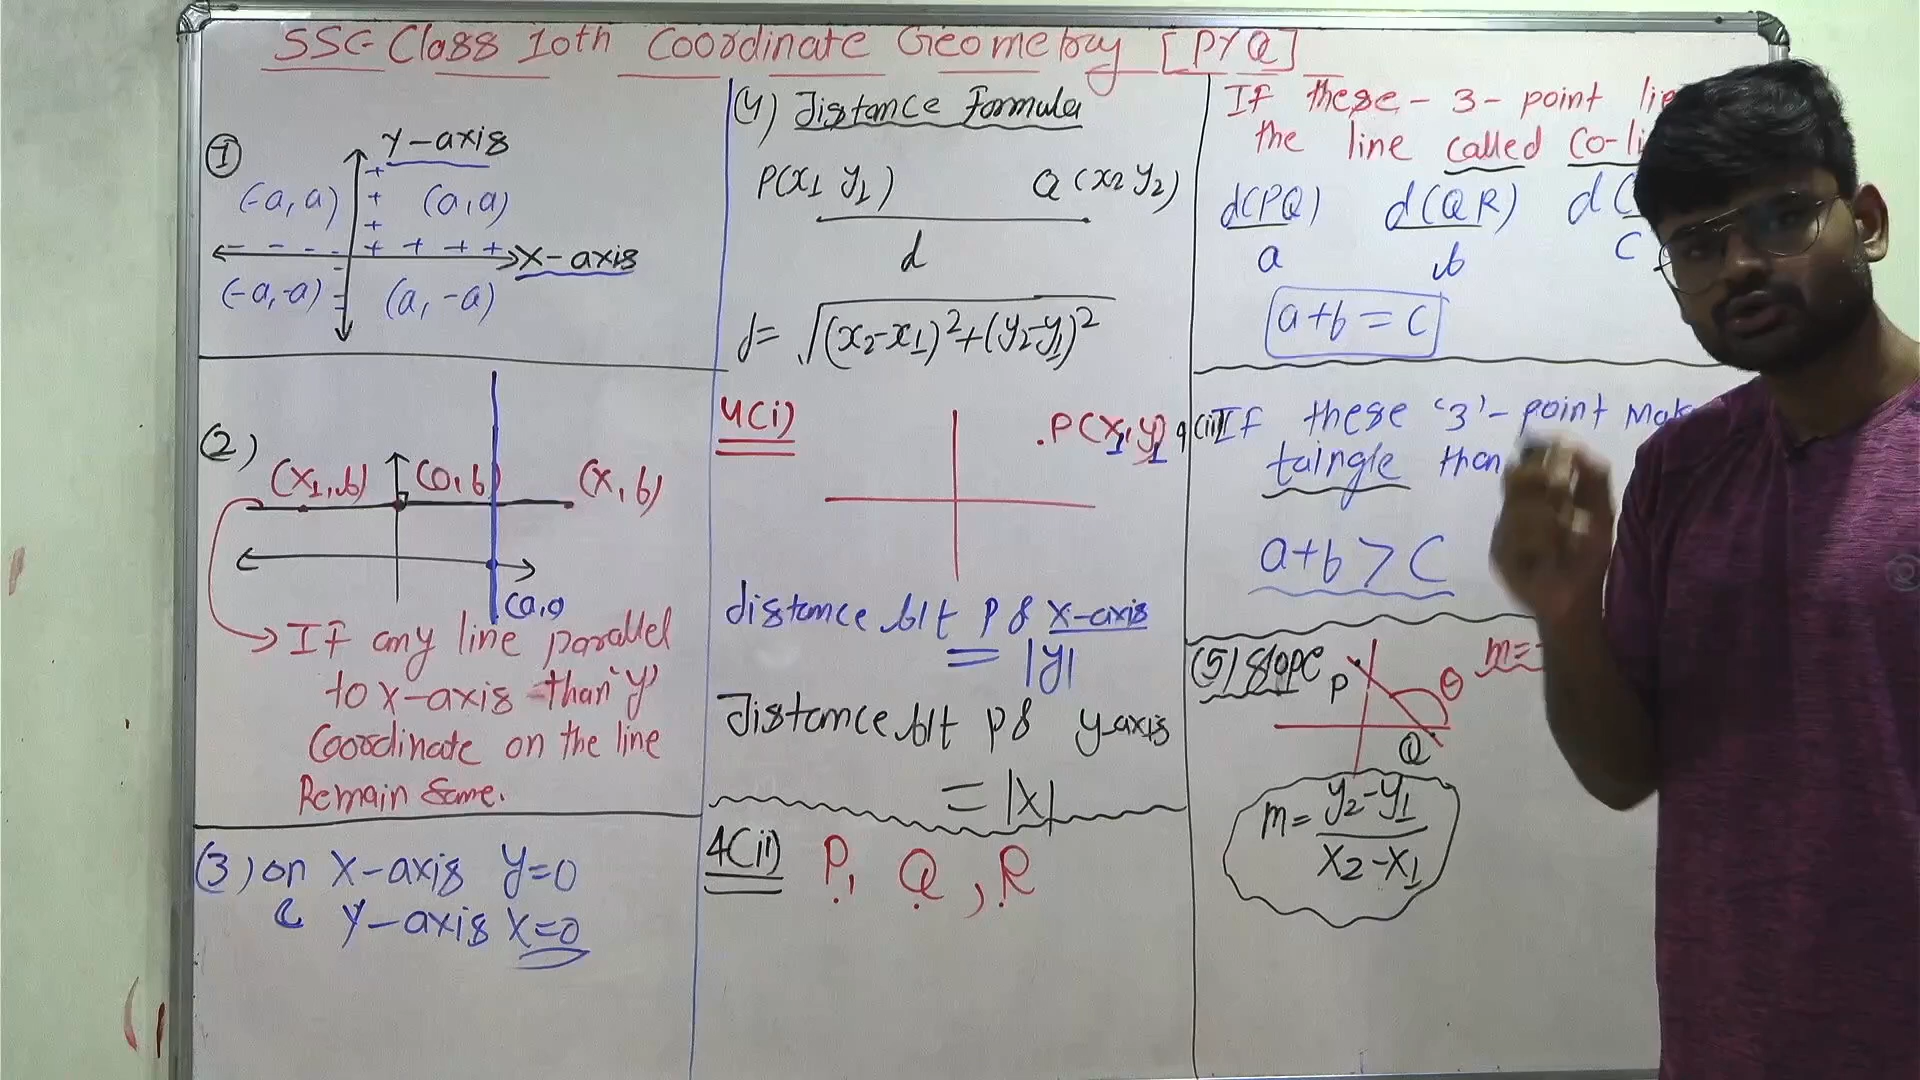 SSC Class 10th Coordinate Geometry [PYQ]
①
Y-axis
(-a, a)
(a, a)
X-axis
(-a, -a)
(a, -a)
(2)
(x1, b)
(0, b)
(x, b)
(a, 0
If any line parallel
to X-axis than 'y'
Coordinate on the line
Remain Same.
(3) on X-axis y=0
& Y-axis X=0
(4) Distance Formula
P(x1 y1)
Q(x2 y2)
d
d= √(x2-x1)²+(y2-y1)²
4(i)
.P(x1, y1)
distance b/t P & X-axis
= |y|
Distance b/t P & y-axis
= |x|
4(ii)
P, Q, R
If these - 3 - point
the line called
d(PQ)
d(QR)
a
b
c
a+b = c
If these '3'-point
taingle than
a+b > c
(5) Slope
P
Q
θ
m=
m= y2-y1
x2-x1